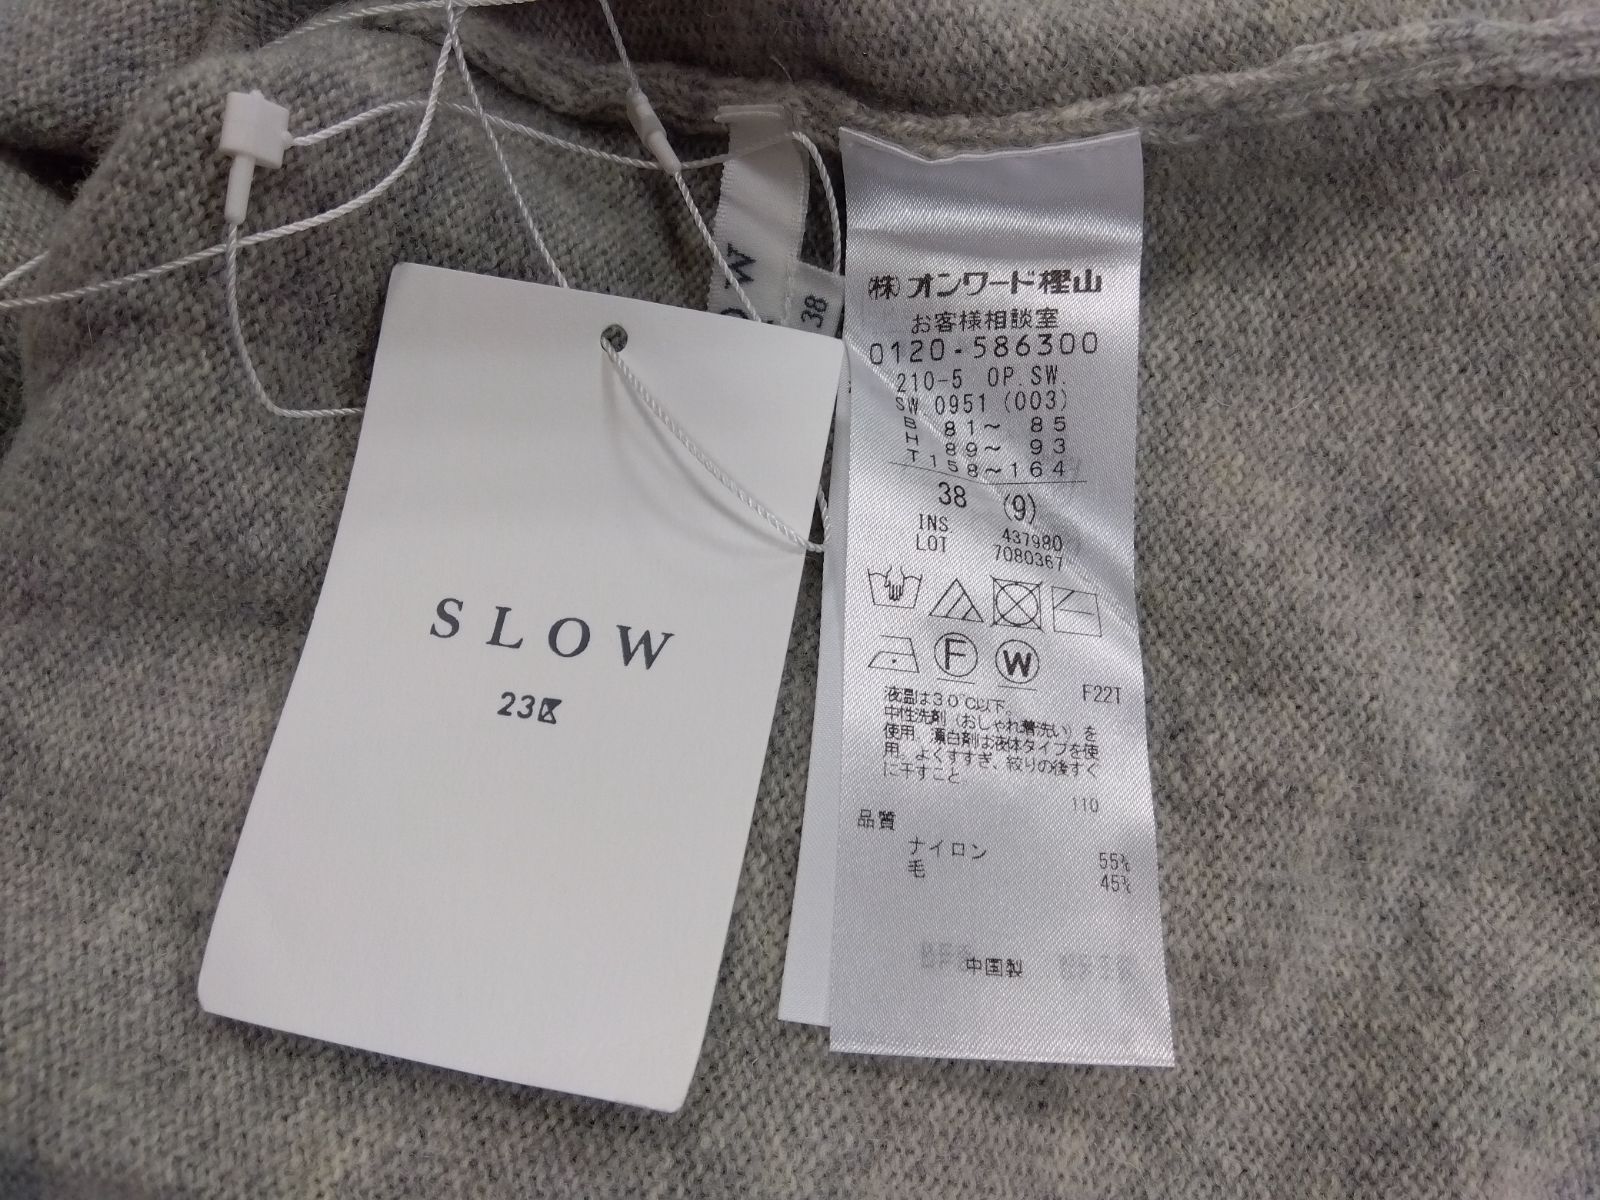 SLOW
23区
38
㈱オンワード樫山
お客様相談室
0120-586300
210-5 OP.SW.
SW 0951 (003)
B 81～ 85
H 89～ 93
T 158～164
38 (9)
INS 437980
LOT 7080367
F
W
F22T
液温は30℃以下、
中性洗剤（おしゃれ着洗い）を
使用 漂白剤は液体タイプを使
用、よくすすぎ、絞りの後すぐ
に干すこと
110
品質
ナイロン 55%
毛 45%
中国製